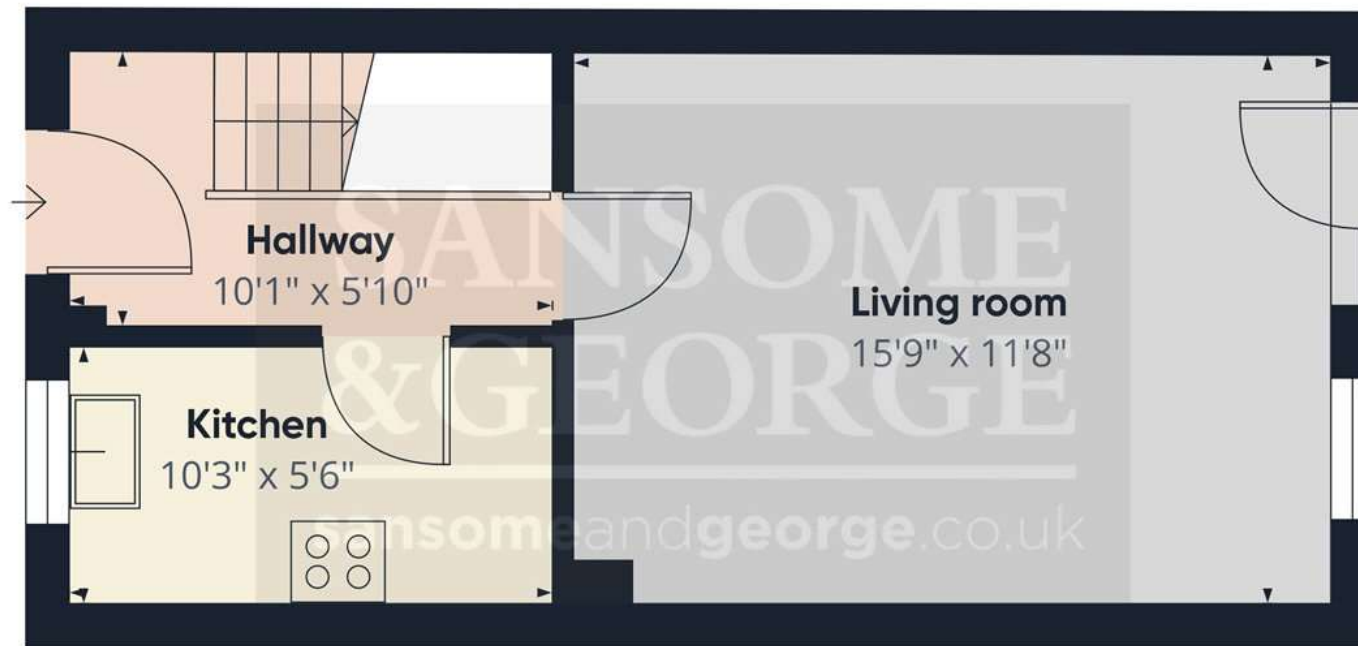 Hallway
10'1" x 5'10"
Living room
15'9" x 11'8"
Kitchen
10'3" x 5'6"
SANSOME
&GEORGE
sansomeandgeorge.co.uk